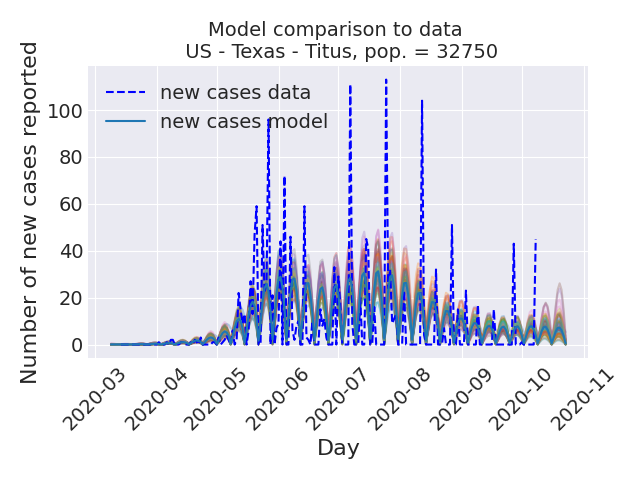 Model comparison to data
US - Texas - Titus, pop. = 32750
new cases data
new cases model
Number of new cases reported
100
80
60
40
20
0
2020-03
2020-04
2020-05
2020-06
2020-07
2020-08
2020-09
2020-10
2020-11
Day